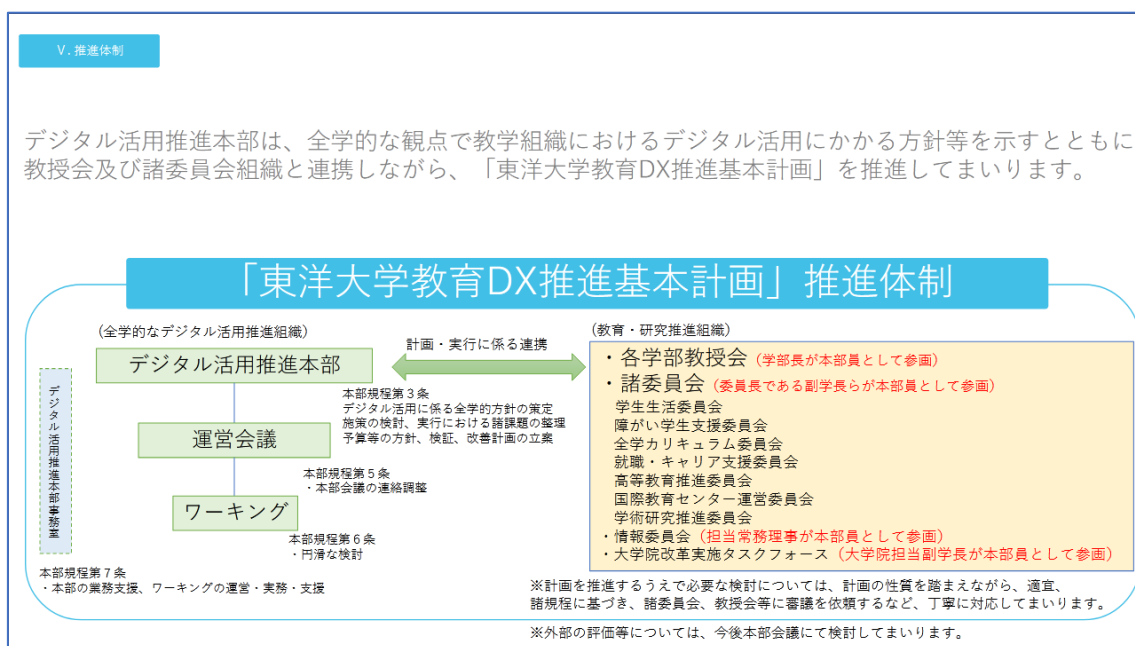 Ⅴ. 推進体制
デジタル活用推進本部は、全学的な観点で教学組織におけるデジタル活用にかかる方針等を示すとともに
教授会及び諸委員会組織と連携しながら、「東洋大学教育DX推進基本計画」を推進してまいります。
「東洋大学教育DX推進基本計画」推進体制
(全学的なデジタル活用推進組織)
デジタル活用推進本部
本部規程第３条
デジタル活用に係る全学的方針の策定
施策の検討、実行における諸課題の整理
予算等の方針、検証、改善計画の立案
運営会議
本部規程第５条
・本部会議の連絡調整
ワーキング
本部規程第６条
・円滑な検討
デジタル活用推進本部事務室
本部規程第７条
・本部の業務支援、ワーキングの運営・実務・支援
計画・実行に係る連携
(教育・研究推進組織)
・各学部教授会（学部長が本部員として参画）
・諸委員会（委員長である副学長らが本部員として参画）
学生生活委員会
障がい学生支援委員会
全学カリキュラム委員会
就職・キャリア支援委員会
高等教育推進委員会
国際教育センター運営委員会
学術研究推進委員会
・情報委員会（担当常務理事が本部員として参画）
・大学院改革実施タスクフォース（大学院担当副学長が本部員として参画）
※計画を推進するうえで必要な検討については、計画の性質を踏まえながら、適宜、
諸規程に基づき、諸委員会、教授会等に審議を依頼するなど、丁寧に対応してまいります。
※外部の評価等については、今後本部会議にて検討してまいります。